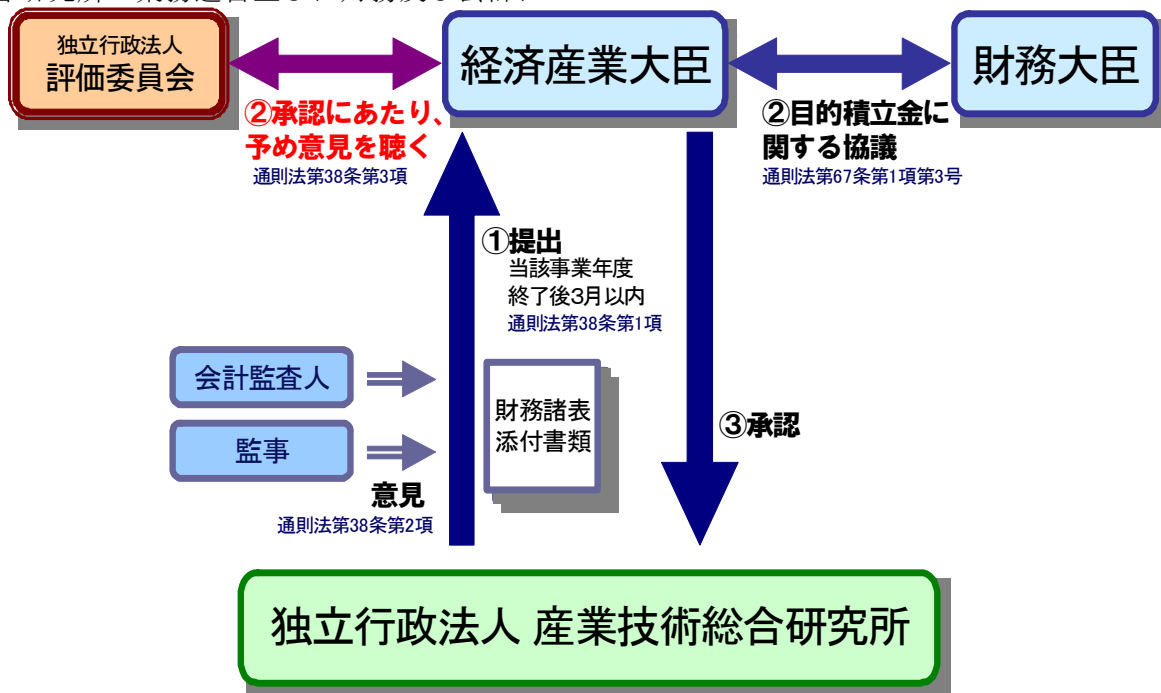 独立行政法人
評価委員会
経済産業大臣
財務大臣
②承認にあたり、
予め意見を聴く
通則法第38条第3項
②目的積立金に
関する協議
通則法第67条第1項第3号
①提出
当該事業年度
終了後3月以内
通則法第38条第1項
会計監査人
監事
意見
通則法第38条第2項
財務諸表
添付書類
③承認
独立行政法人 産業技術総合研究所